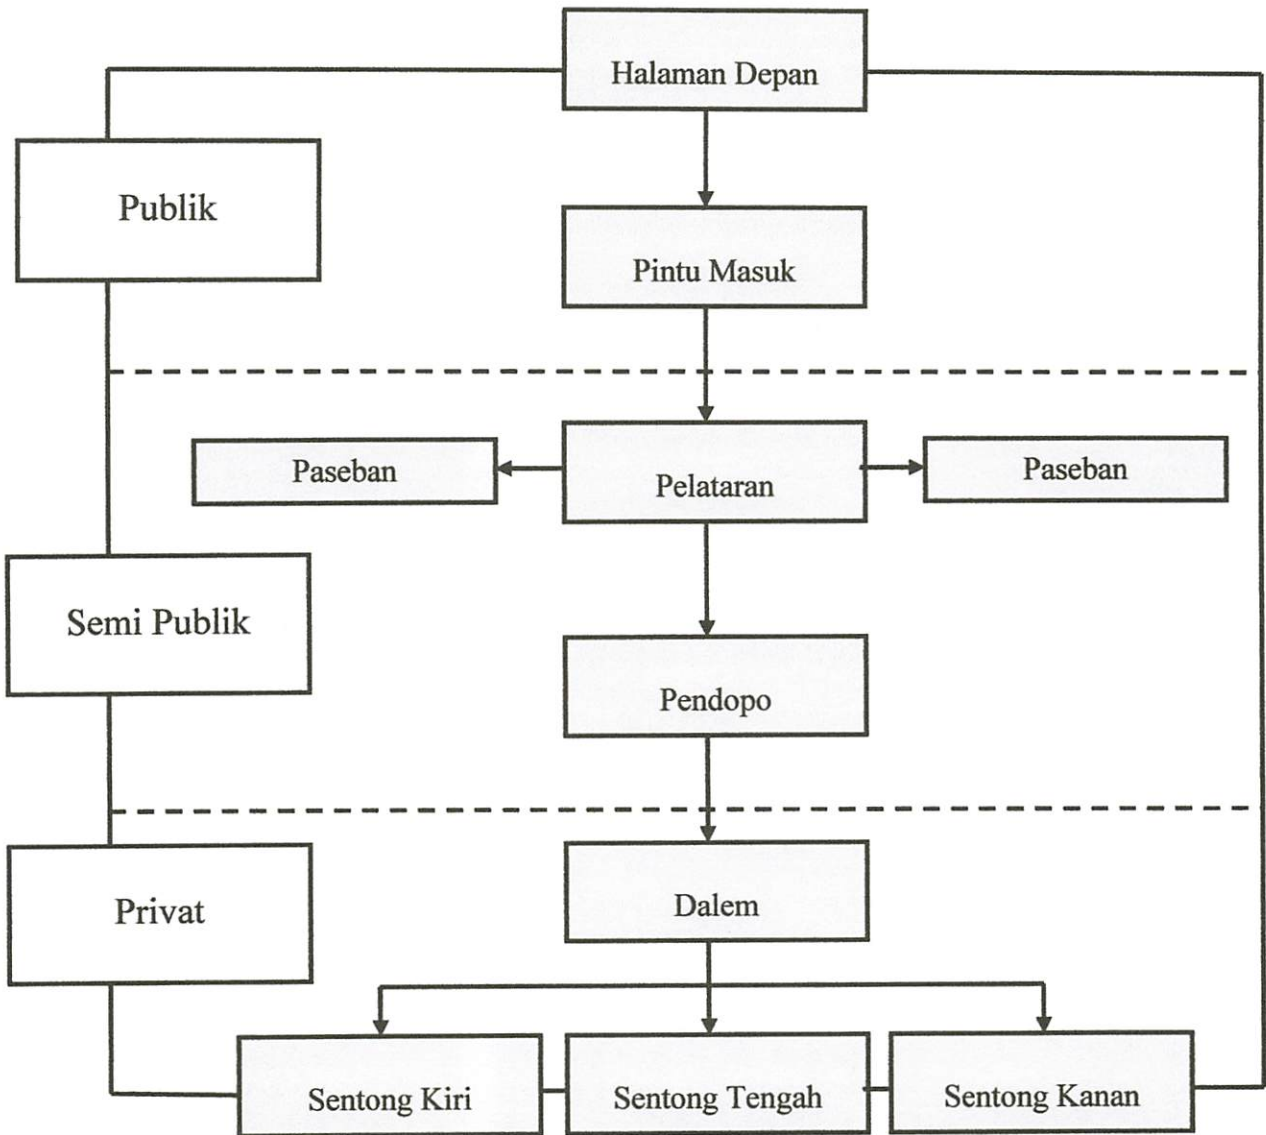 Halaman Depan
Publik
Pintu Masuk
Paseban
Pelataran
Paseban
Semi Publik
Pendopo
Privat
Dalem
Sentong Kiri
Sentong Tengah
Sentong Kanan